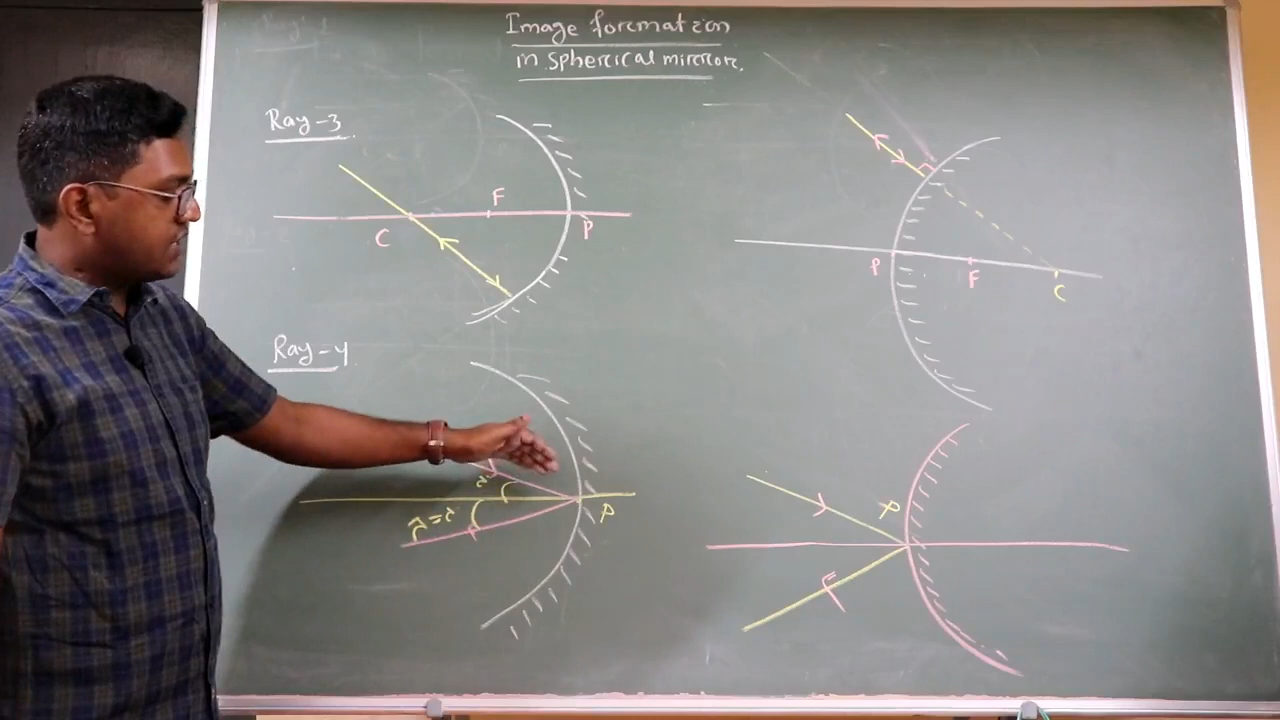 Image formation
in Spherical mirror.
Ray-3
F
C
P
P
F
C
Ray-4
i
r = i
P
P